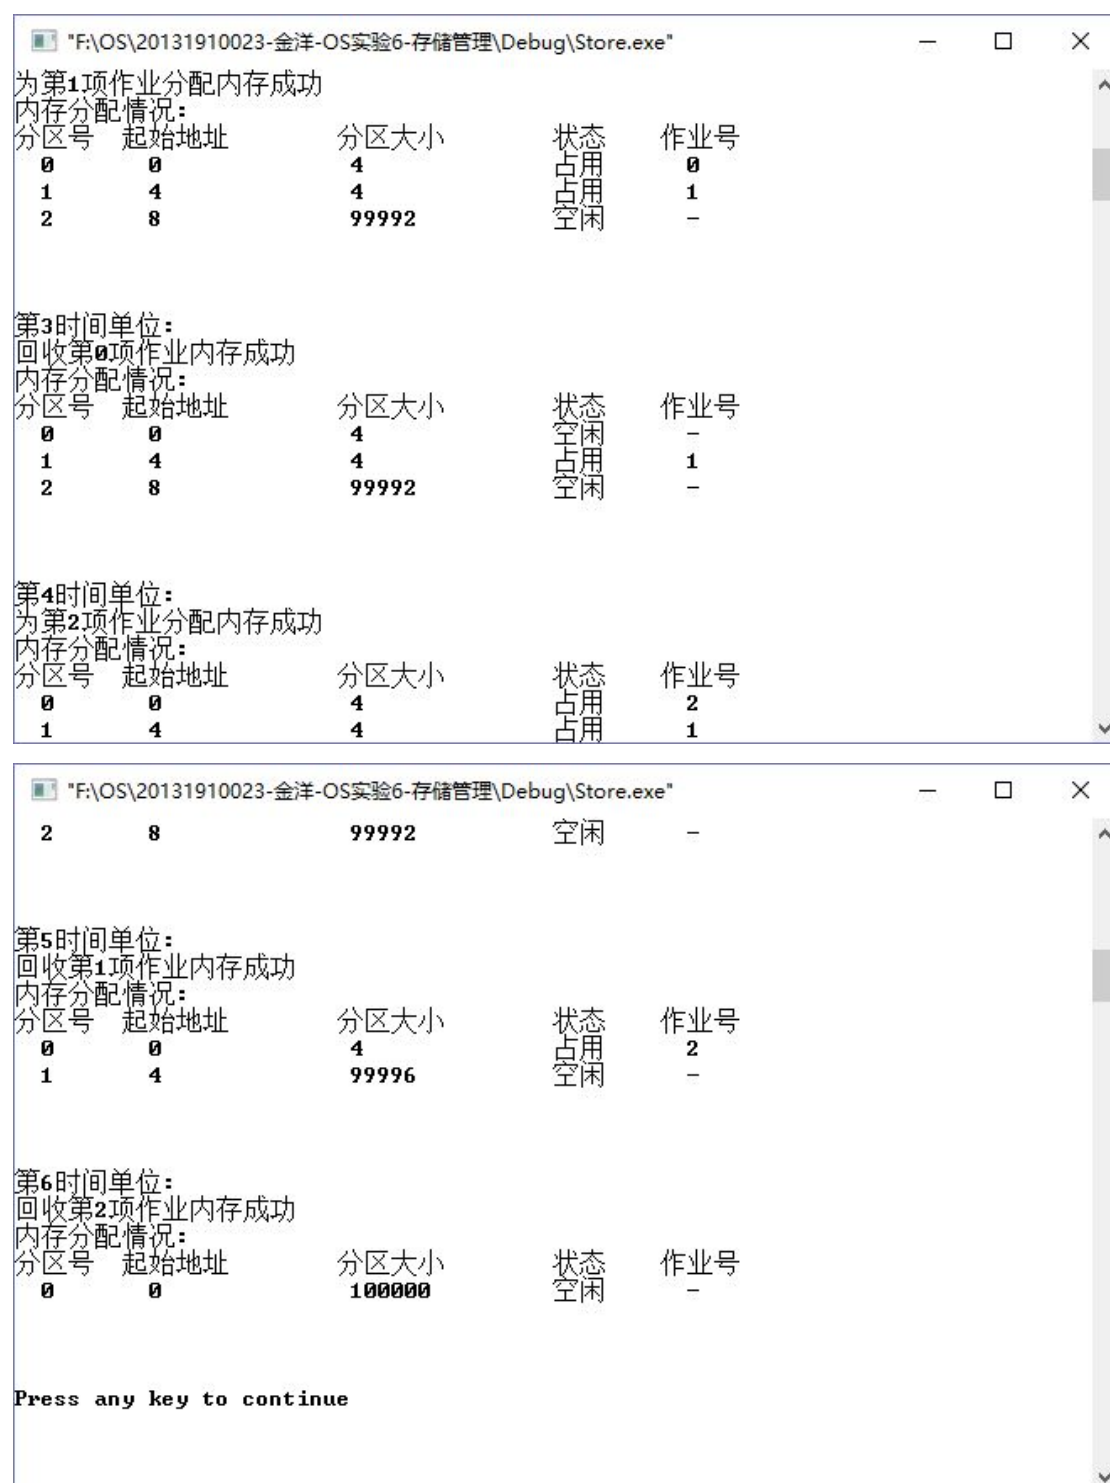 "F:\OS\20131910023-金洋-OS实验6-存储管理\Debug\Store.exe"
为第1项作业分配内存成功
内存分配情况:
分区号 起始地址 分区大小 状态 作业号
0 0 4 占用 0
1 4 4 占用 1
2 8 99992 空闲 -
第3时间单位:
回收第0项作业内存成功
内存分配情况:
分区号 起始地址 分区大小 状态 作业号
0 0 4 空闲 -
1 4 4 占用 1
2 8 99992 空闲 -
第4时间单位:
为第2项作业分配内存成功
内存分配情况:
分区号 起始地址 分区大小 状态 作业号
0 0 4 占用 2
1 4 4 占用 1
"F:\OS\20131910023-金洋-OS实验6-存储管理\Debug\Store.exe"
2 8 99992 空闲 -
第5时间单位:
回收第1项作业内存成功
内存分配情况:
分区号 起始地址 分区大小 状态 作业号
0 0 4 占用 2
1 4 99996 空闲 -
第6时间单位:
回收第2项作业内存成功
内存分配情况:
分区号 起始地址 分区大小 状态 作业号
0 0 100000 空闲 -
Press any key to continue